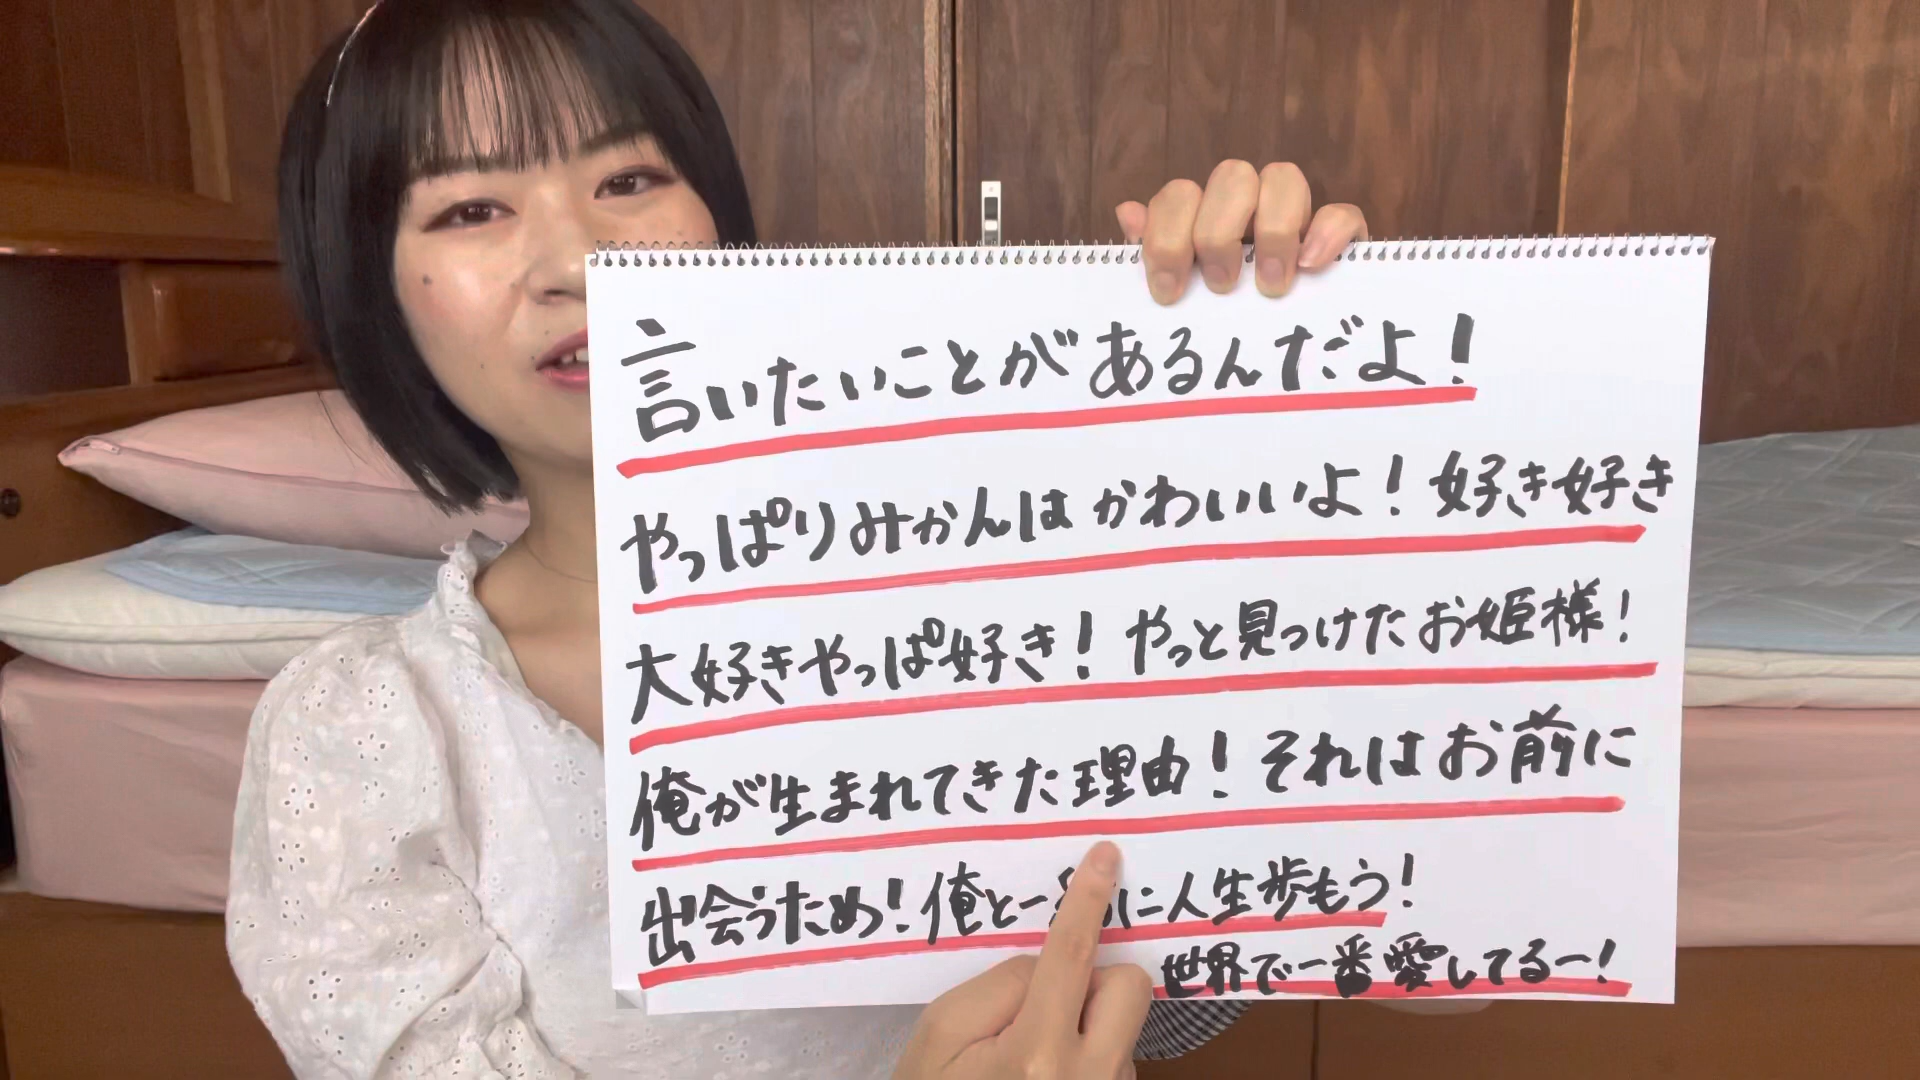 言いたいことがあるんだよ!
やっぱりみかんはかわいいよ!好き好き
大好きやっぱ好き!やっと見つけたお姫様!
俺が生まれてきた理由!それはお前に
出会うため!俺と一に人生歩もう!
世界で一番愛してるー!